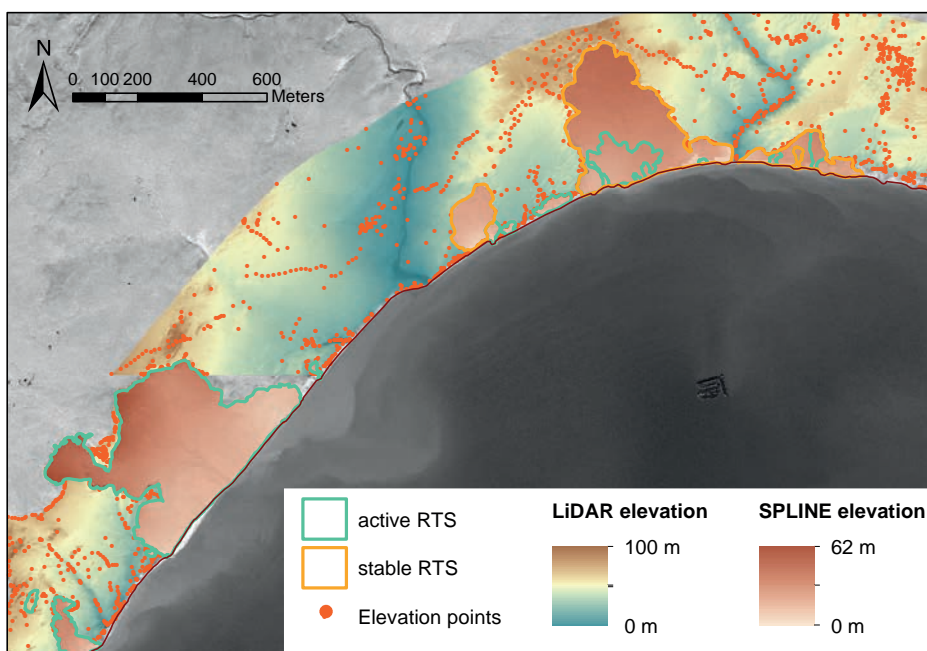 N
0 100 200 400 600
Meters
active RTS
stable RTS
Elevation points
LiDAR elevation
100 m
0 m
SPLINE elevation
62 m
0 m